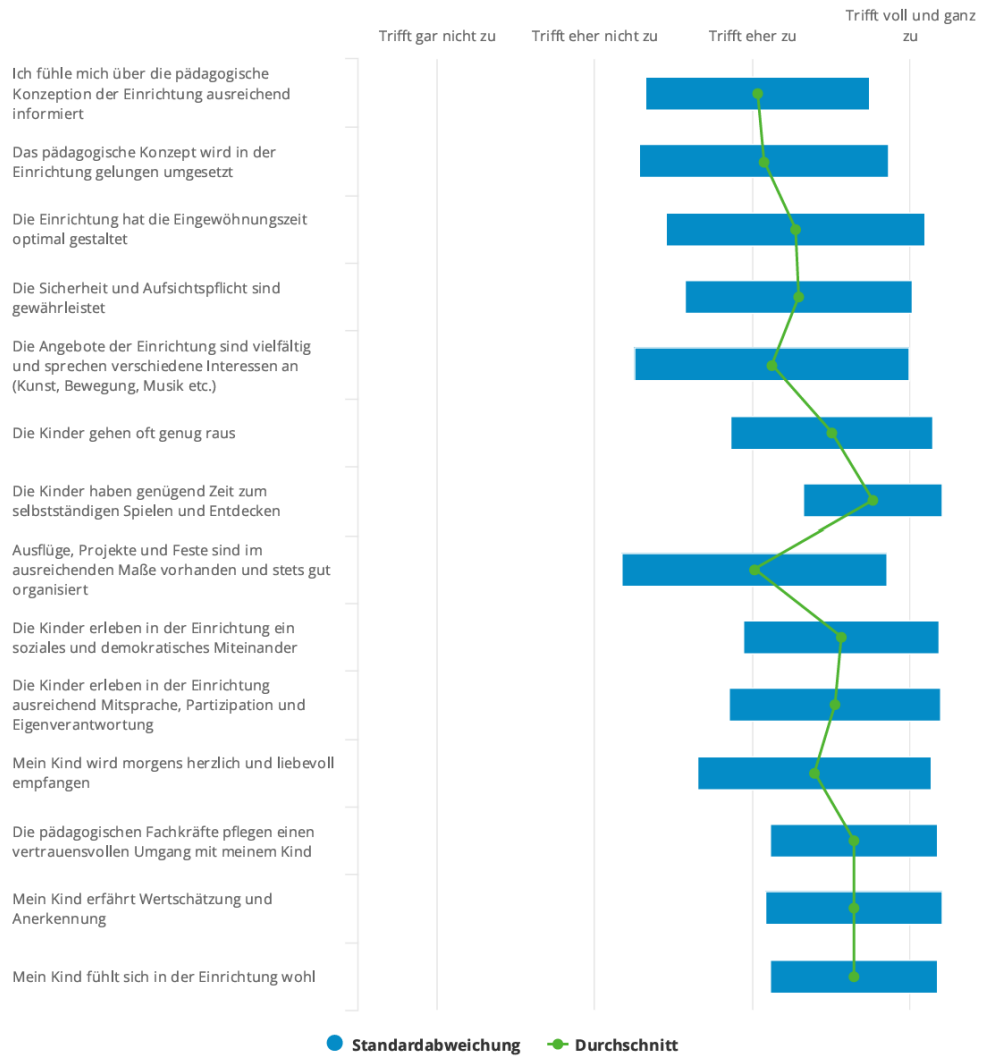 Trifft gar nicht zu
Trifft eher nicht zu
Trifft eher zu
Trifft voll und ganz
zu
Ich fühle mich über die pädagogische
Konzeption der Einrichtung ausreichend
informiert
Das pädagogische Konzept wird in der
Einrichtung gelungen umgesetzt
Die Einrichtung hat die Eingewöhnungszeit
optimal gestaltet
Die Sicherheit und Aufsichtspflicht sind
gewährleistet
Die Angebote der Einrichtung sind vielfältig
und sprechen verschiedene Interessen an
(Kunst, Bewegung, Musik etc.)
Die Kinder gehen oft genug raus
Die Kinder haben genügend Zeit zum
selbstständigen Spielen und Entdecken
Ausflüge, Projekte und Feste sind im
ausreichenden Maße vorhanden und stets gut
organisiert
Die Kinder erleben in der Einrichtung ein
soziales und demokratisches Miteinander
Die Kinder erleben in der Einrichtung
ausreichend Mitsprache, Partizipation und
Eigenverantwortung
Mein Kind wird morgens herzlich und liebevoll
empfangen
Die pädagogischen Fachkräfte pflegen einen
vertrauensvollen Umgang mit meinem Kind
Mein Kind erfährt Wertschätzung und
Anerkennung
Mein Kind fühlt sich in der Einrichtung wohl
Standardabweichung
Durchschnitt